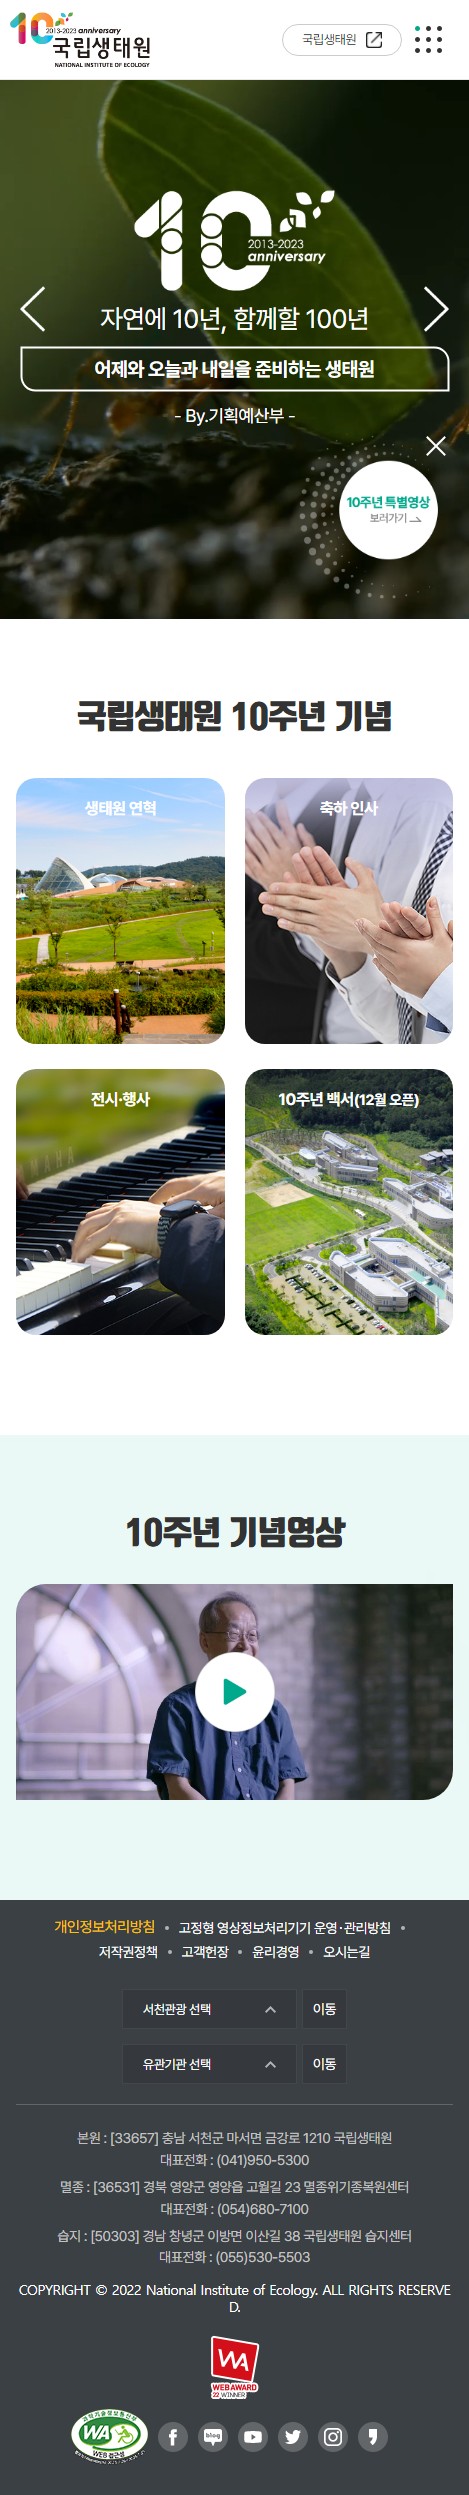 10
2013-2023 anniversary
국립생태원
NATIONAL INSTITUTE OF ECOLOGY
국립생태원
10
2013-2023
anniversary
자연에 10년, 함께할 100년
어제와 오늘과 내일을 준비하는 생태원
- By.기획예산부 -
10주년 특별영상
보러가기
국립생태원 10주년 기념
생태원 연혁
축하 인사
전시·행사
10주년 백서(12월 오픈)
YAMAHA
10주년 기념영상
개인정보처리방침 • 고정형 영상정보처리기기 운영·관리방침 •
저작권정책 • 고객헌장 • 윤리경영 • 오시는길
서천관광 선택 이동
유관기관 선택 이동
본원 : [33657] 충남 서천군 마서면 금강로 1210 국립생태원
대표전화 : (041)950-5300
멸종 : [36531] 경북 영양군 영양읍 고월길 23 멸종위기종복원센터
대표전화 : (054)680-7100
습지 : [50303] 경남 창녕군 이방면 이산길 38 국립생태원 습지센터
대표전화 : (055)530-5503
COPYRIGHT © 2022 National Institute of Ecology. ALL RIGHTS RESERVE
D.
WA
WEB AWARD
22 WINNER
과학기술정보통신부
WA
WEB 접근성
blog